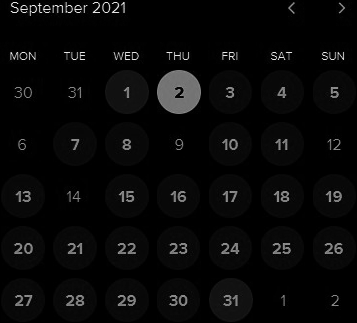 September 2021
MON TUE WED THU FRI SAT SUN
30 31 1 2 3 4 5
6 7 8 9 10 11 12
13 14 15 16 17 18 19
20 21 22 23 24 25 26
27 28 29 30 31 1 2